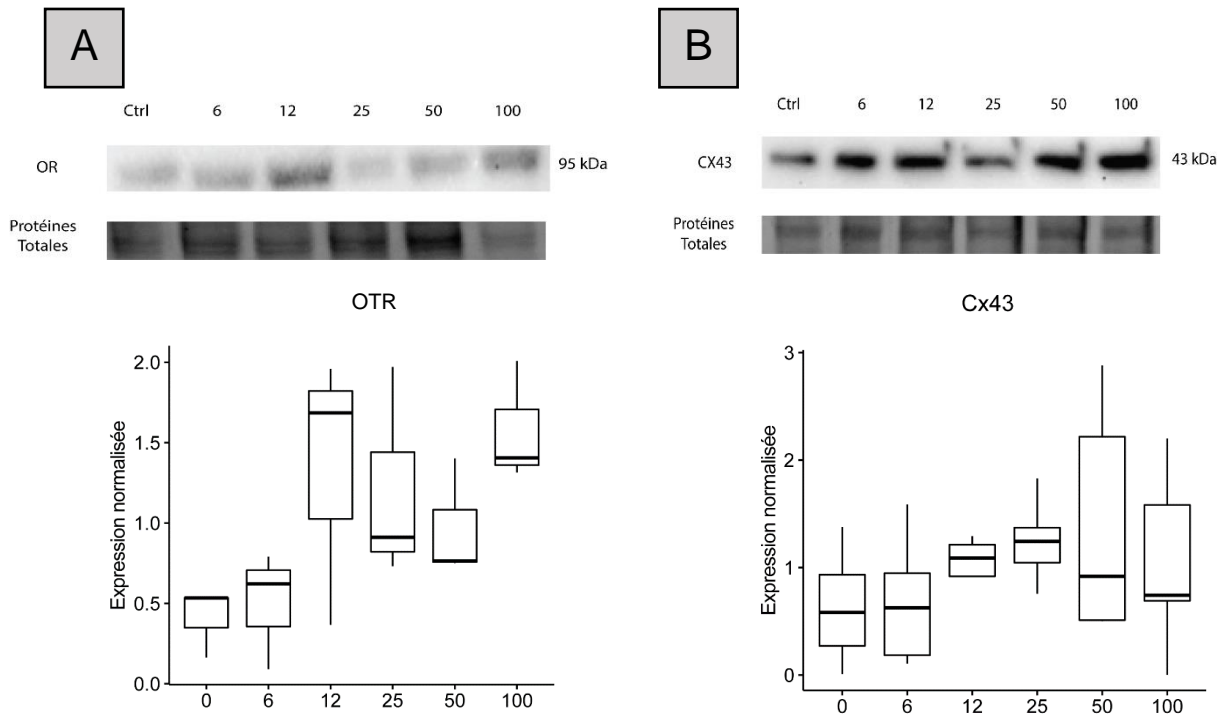 A
Ctrl 6 12 25 50 100
OR
95 kDa
Protéines
Totales
OTR
Expression normalisée
2.0
1.5
1.0
0.5
0.0
0 6 12 25 50 100
B
Ctrl 6 12 25 50 100
CX43
43 kDa
Protéines
Totales
Cx43
Expression normalisée
3
2
1
0
0 6 12 25 50 100